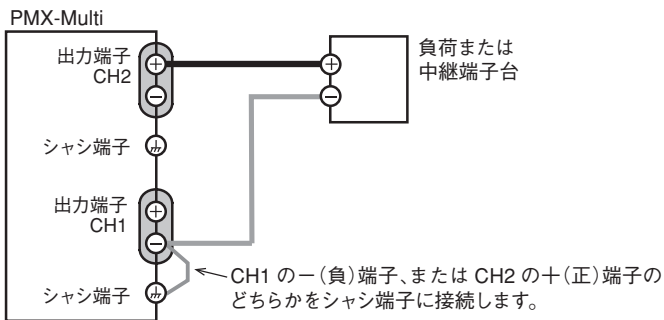 PMX-Multi
出力端子
CH2
負荷または
中継端子台
シャシ端子
出力端子
CH1
シャシ端子
CH1 の−(負)端子、または CH2 の+(正)端子の
どちらかをシャシ端子に接続します。